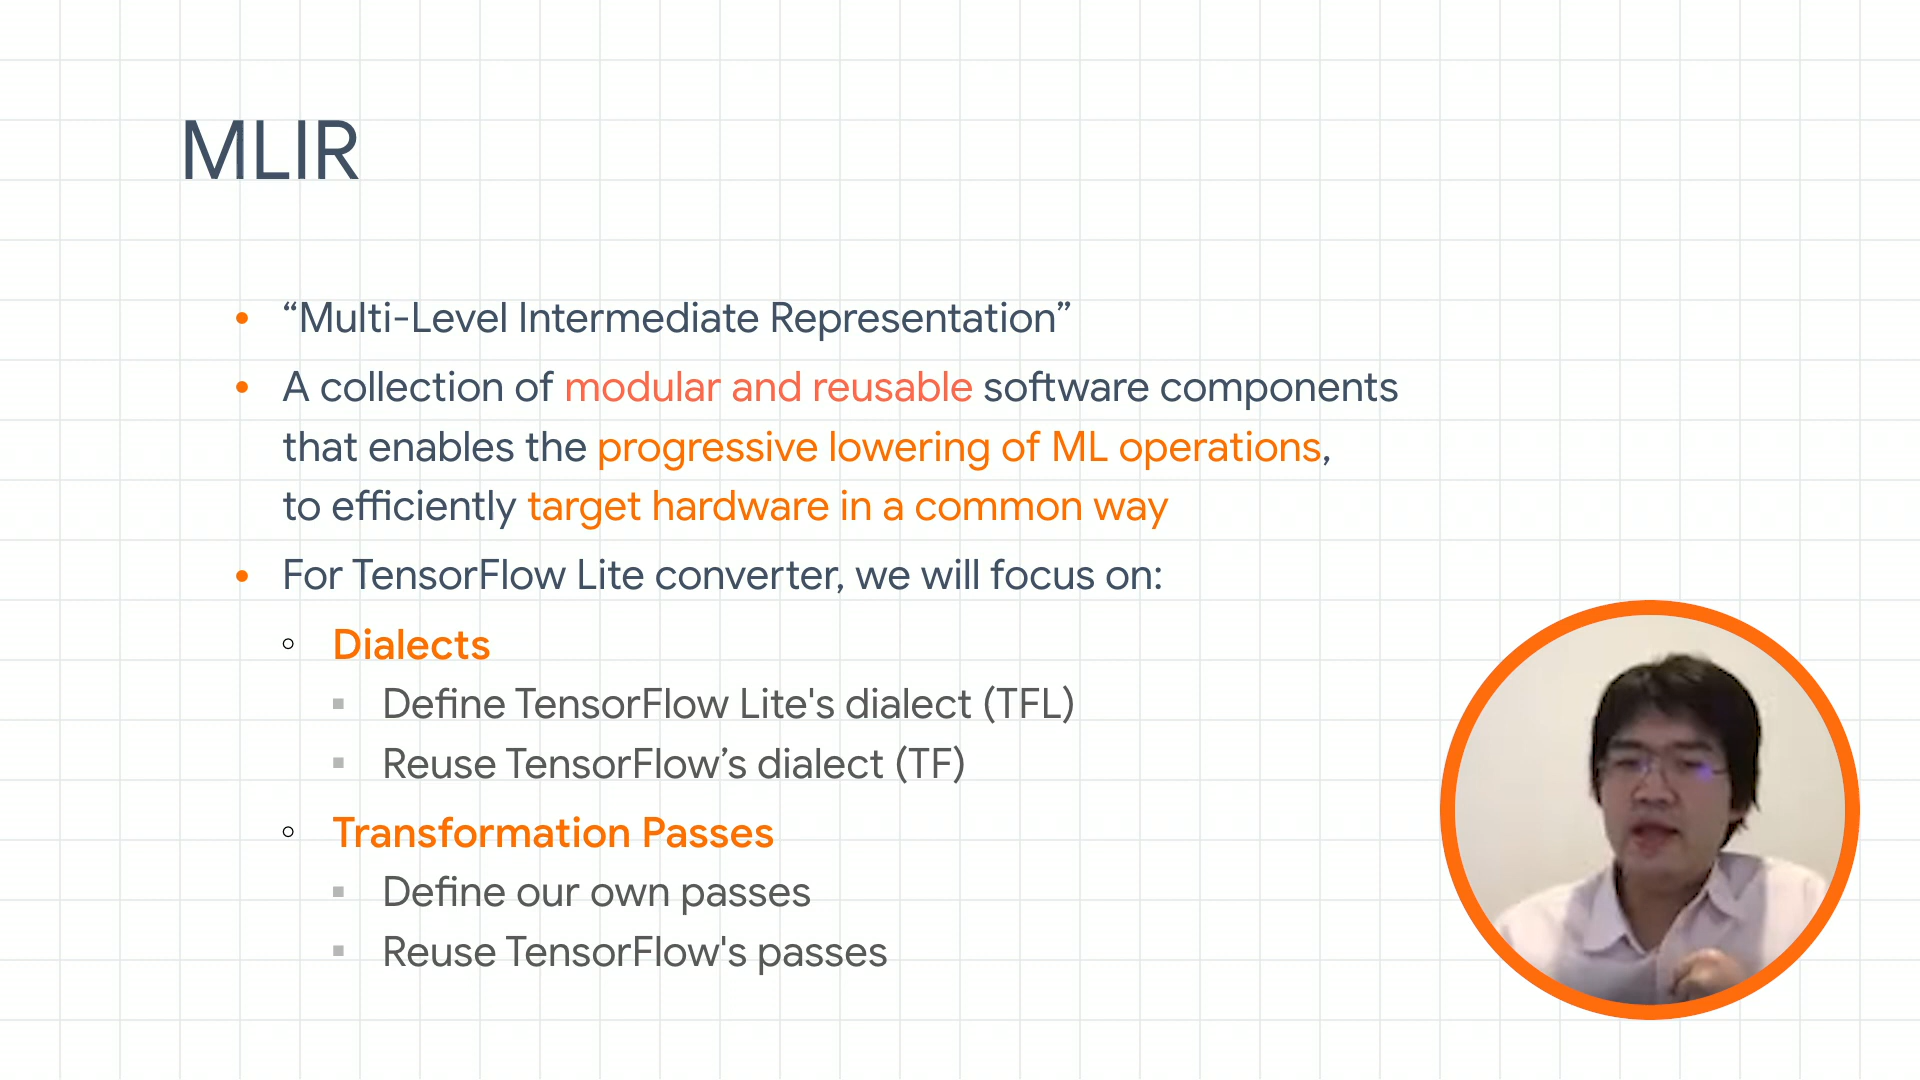 MLIR
“Multi-Level Intermediate Representation”
A collection of modular and reusable software components
that enables the progressive lowering of ML operations,
to efficiently target hardware in a common way
For TensorFlow Lite converter, we will focus on:
Dialects
Define TensorFlow Lite's dialect (TFL)
Reuse TensorFlow’s dialect (TF)
Transformation Passes
Define our own passes
Reuse TensorFlow's passes